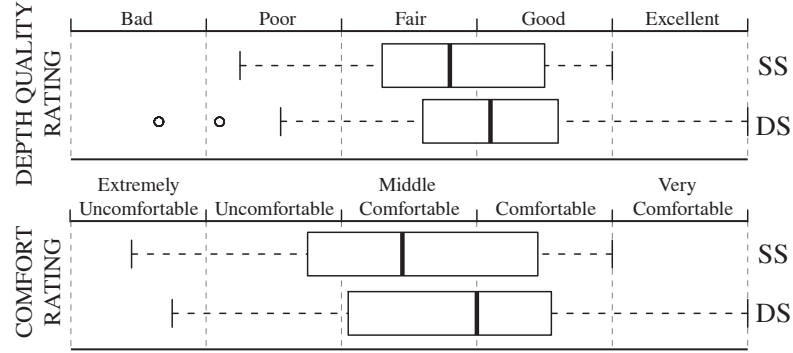 Bad Poor Fair Good Excellent
DEPTH QUALITY
RATING
SS
DS
Extremely Middle Very
Uncomfortable Uncomfortable Comfortable Comfortable Comfortable
COMFORT
RATING
SS
DS